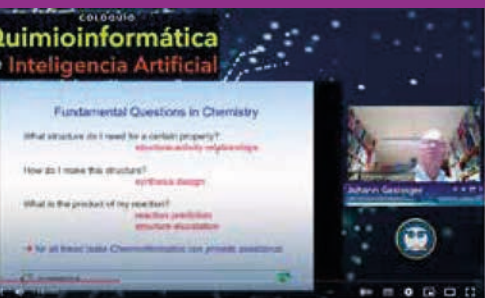 COLOQUIO
Quimioinformática
Inteligencia Artificial
Fundamental Questions in Chemistry
What structure do I need for a certain property?
structure-activity relationships
How do I make this structure?
synthesis design
What is the product of my reaction?
reaction prediction
structure elucidation
→ for all these tasks Chemoinformatics can provide assistance
Johann Gasteiger